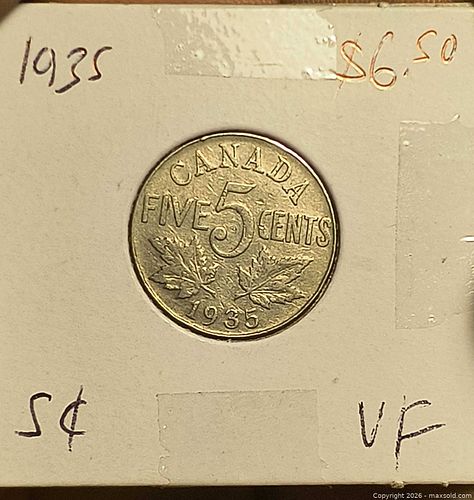 1935 $6.50
CANADA
FIVE 5 CENTS
1935
5¢ VF
Copyright 2026 - maxsold.com